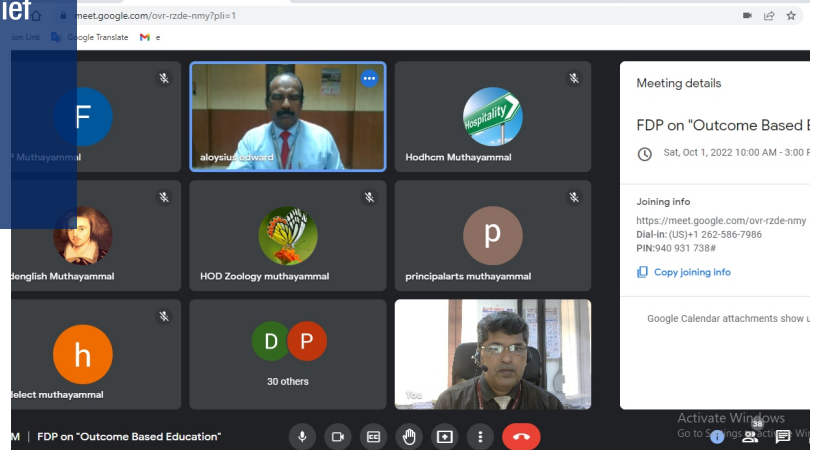 ief
meet.google.com/ovr-rzde-nmy?pli=1
Link Google Translate M e
F
Muthayammal
aloysius edward
Hospitality
Hodhcm Muthayammal
denglish Muthayammal
HOD Zoology muthayammal
p
principalarts muthayammal
h
elect muthayammal
D P
30 others
You
Meeting details
FDP on "Outcome Based E
Sat, Oct 1, 2022 10:00 AM - 3:00 P
Joining info
https://meet.google.com/ovr-rzde-nmy
Dial-in: (US)+1 262-586-7986
PIN:940 931 738#
Copy joining info
Google Calendar attachments show u
M | FDP on "Outcome Based Education"
38
Activate Windows
Go to Settings to activate Wi